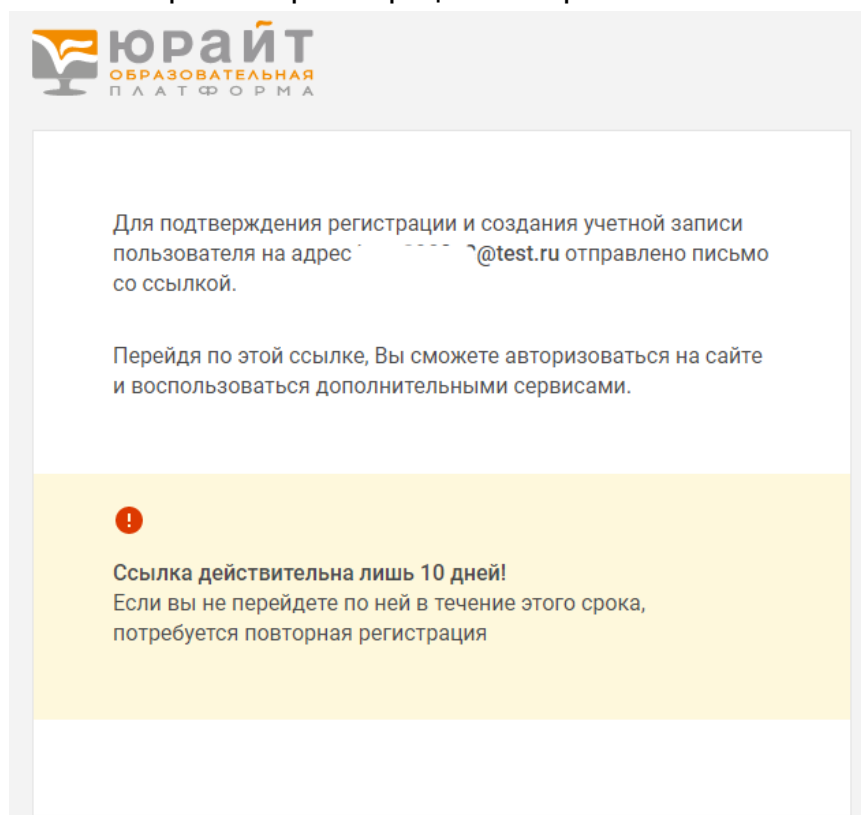 юрайт
ОБРАЗОВАТЕЛЬНАЯ
ПЛАТФОРМА
Для подтверждения регистрации и создания учетной записи
пользователя на адрес @test.ru отправлено письмо
со ссылкой.
Перейдя по этой ссылке, Вы сможете авторизоваться на сайте
и воспользоваться дополнительными сервисами.
Ссылка действительна лишь 10 дней!
Если вы не перейдете по ней в течение этого срока,
потребуется повторная регистрация